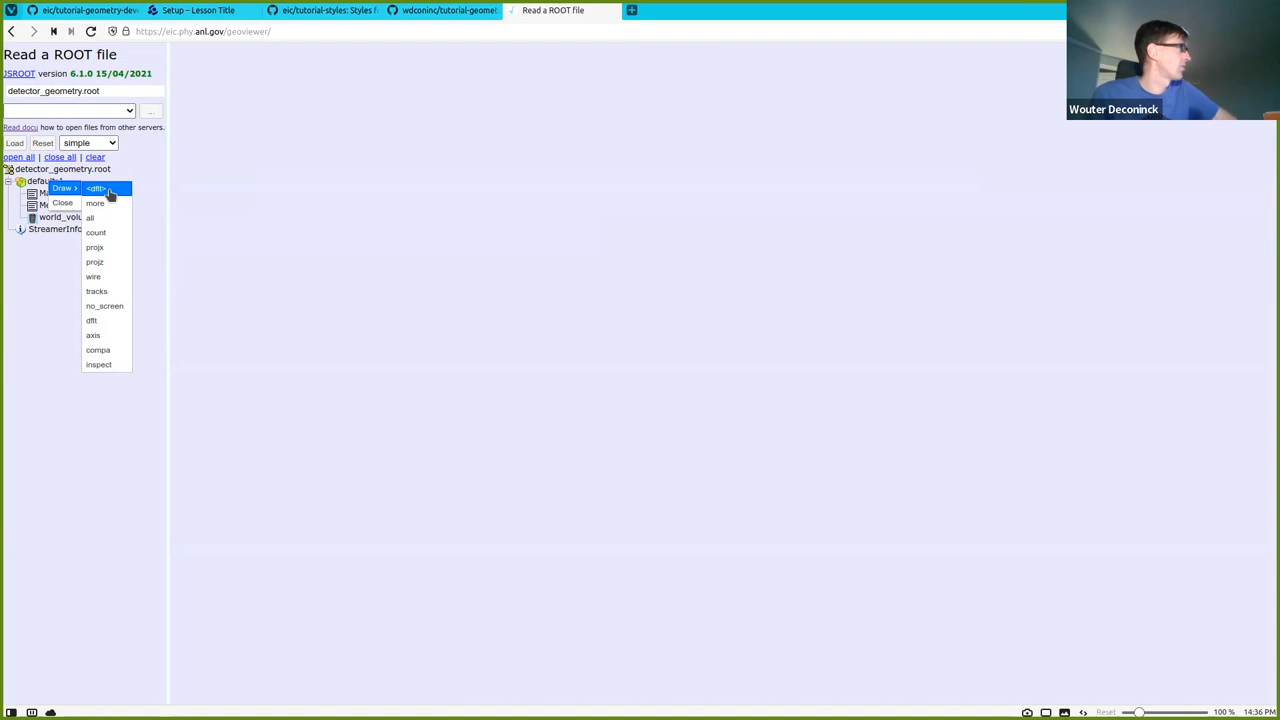 eic/tutorial-geometry-dev
Setup – Lesson Title
eic/tutorial-styles: Styles f
wdconinc/tutorial-geomet
Read a ROOT file
https://eic.phy.anl.gov/geoviewer/
Read a ROOT file
JSROOT version 6.1.0 15/04/2021
detector_geometry.root
...
Read docu how to open files from other servers.
Load
Reset
simple
open all | close all | clear
detector_geometry.root
default
Draw
Close
world_volu
StreamerInfo
<dflt>
more
all
count
projx
projz
wire
tracks
no_screen
dflt
axis
compa
inspect
Wouter Deconinck
Reset
100 %
14:36 PM